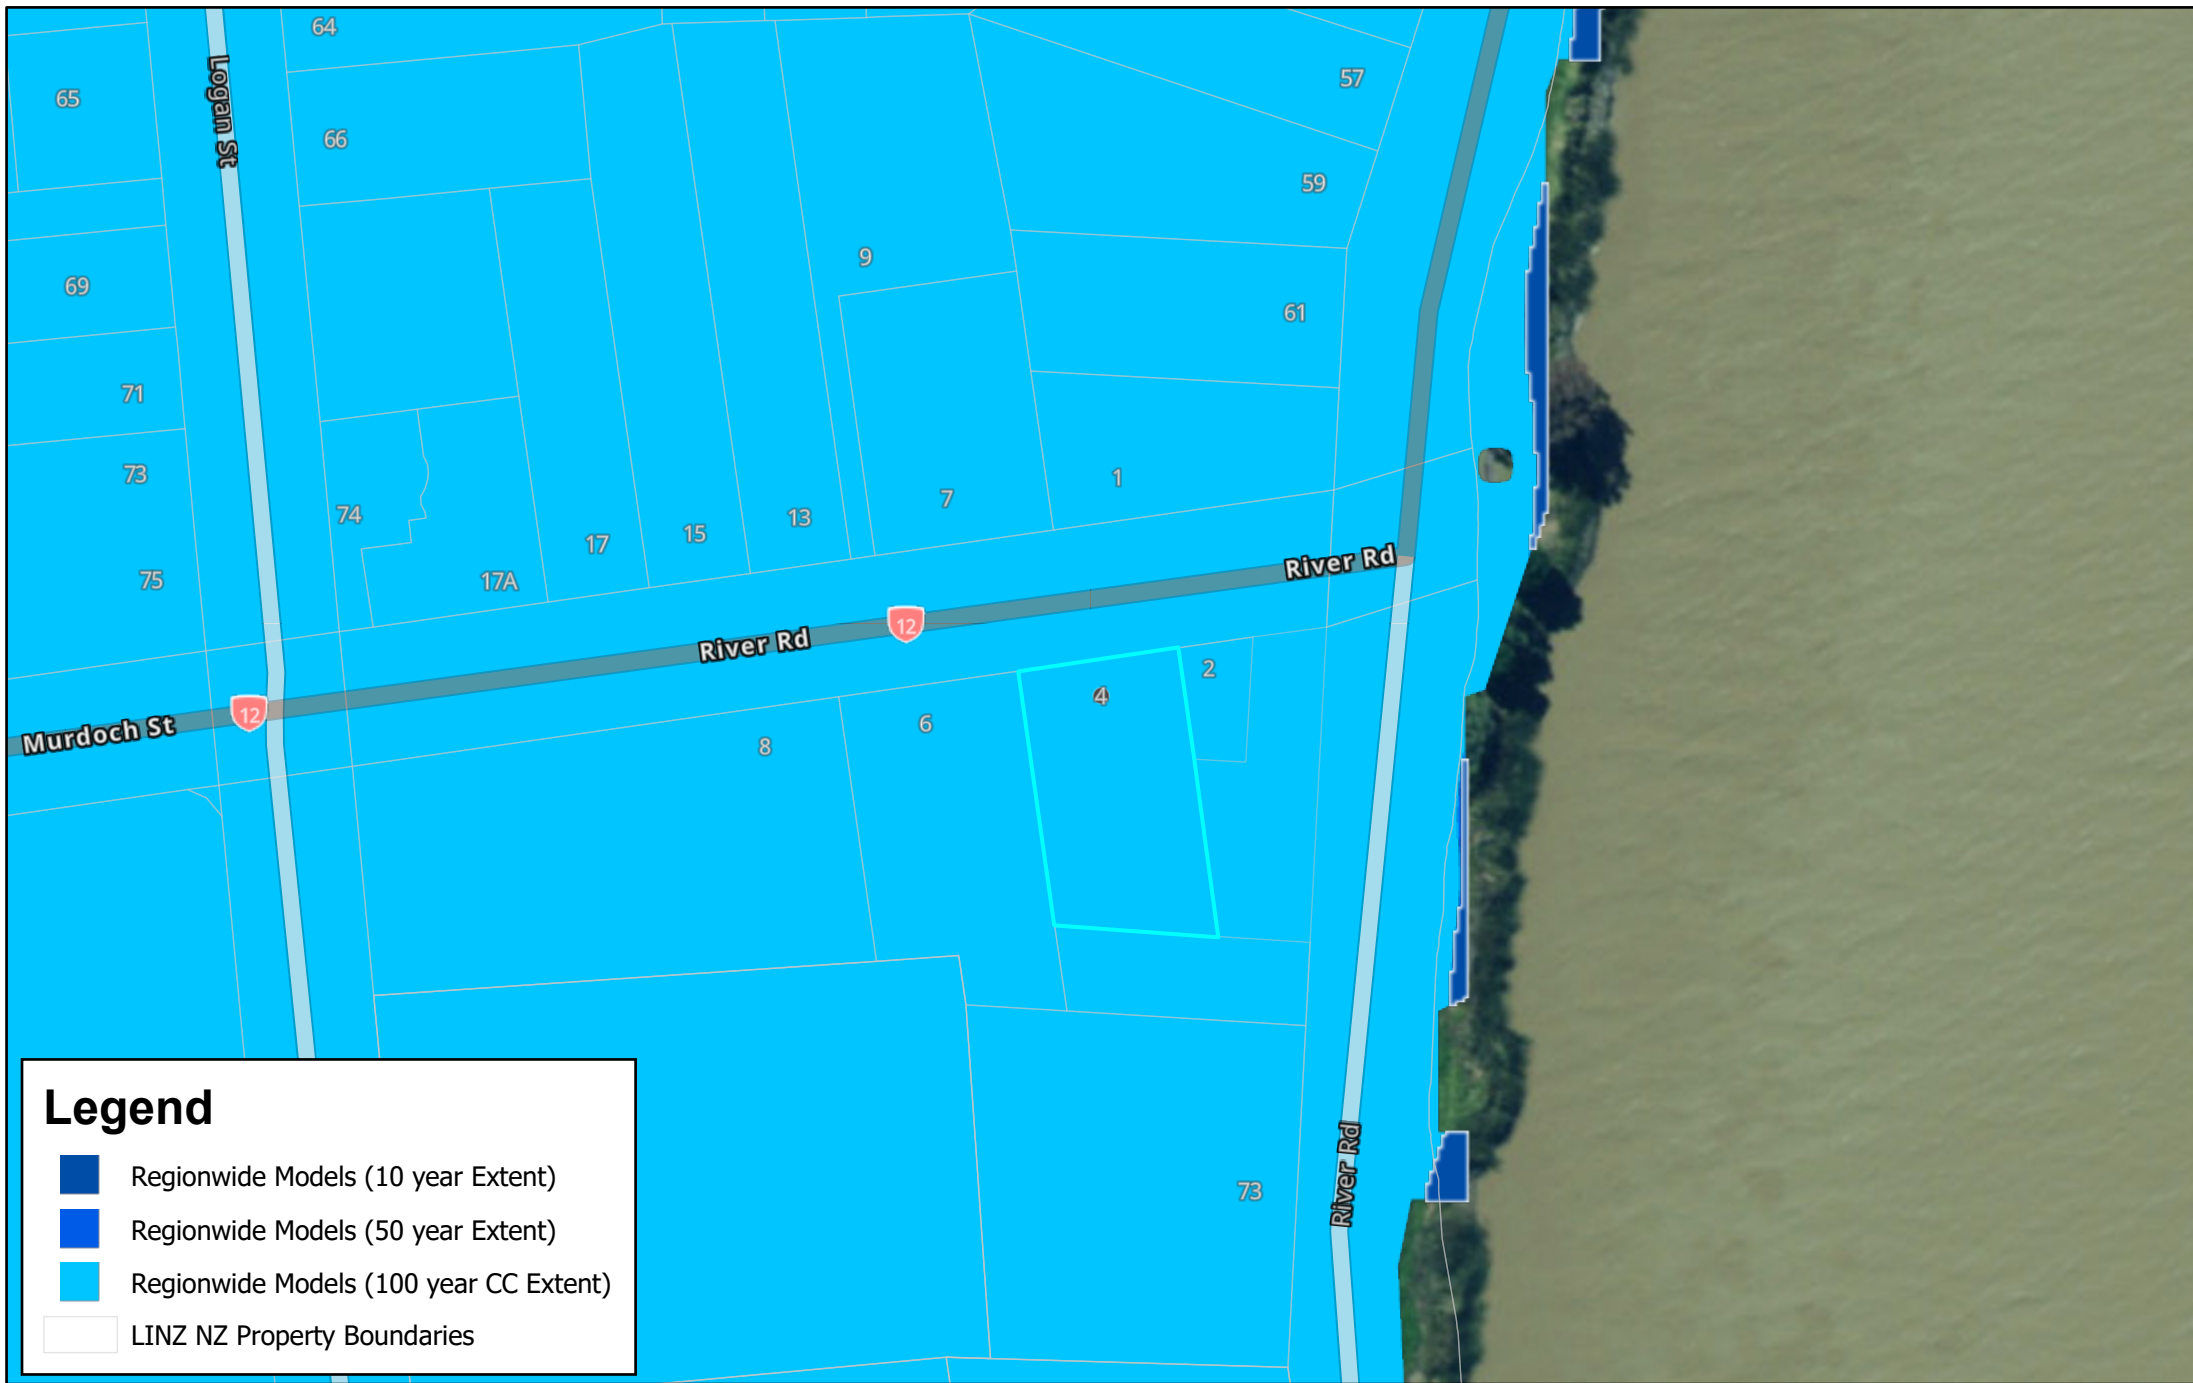 64
57
65
Logan St
66
59
9
69
61
71
73
1
7
74
13
15
17
75
17A
River Rd
12
River Rd
2
4
12
6
Murdoch St
8
Legend
Regionwide Models (10 year Extent)
73
River Rd
Regionwide Models (50 year Extent)
Regionwide Models (100 year CC Extent)
LINZ NZ Property Boundaries